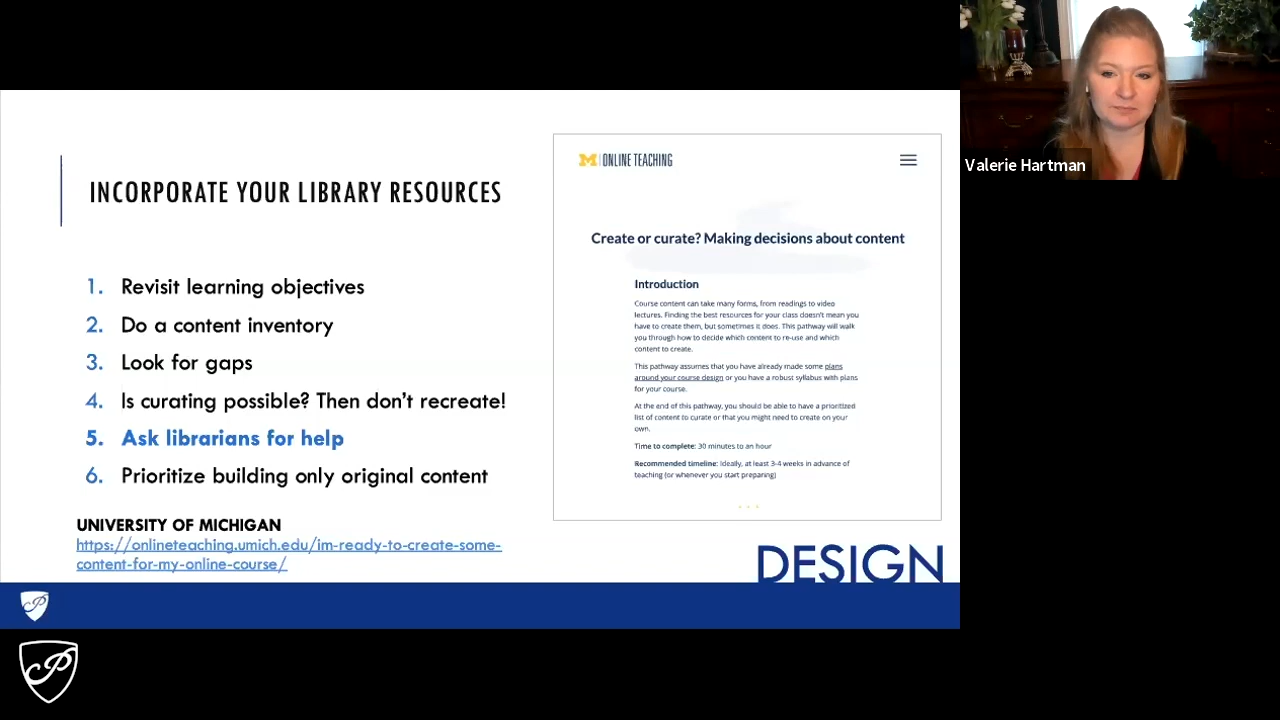 INCORPORATE YOUR LIBRARY RESOURCES
1. Revisit learning objectives
2. Do a content inventory
3. Look for gaps
4. Is curating possible? Then don't recreate!
5. Ask librarians for help
6. Prioritize building only original content
UNIVERSITY OF MICHIGAN
https://onlineteaching.umich.edu/im-ready-to-create-some-
content-for-my-online-course/
M | ONLINE TEACHING
Create or curate? Making decisions about content
Introduction
Course content can take many forms, from readings to video
lectures. Finding the best resources for your class doesn't mean you
have to create them, but sometimes it does. This pathway will walk
you through how to decide which content to re-use and which
content to create.
This pathway assumes that you have already made some plans
around your course design or you have a robust syllabus with plans
for your course.
At the end of this pathway, you should be able to have a prioritized
list of content to curate or that you might need to create on your
own.
Time to complete: 30 minutes to an hour
Recommended timeline: Ideally, at least 3-4 weeks in advance of
teaching (or whenever you start preparing)
DESIGN
Valerie Hartman
CP
CP